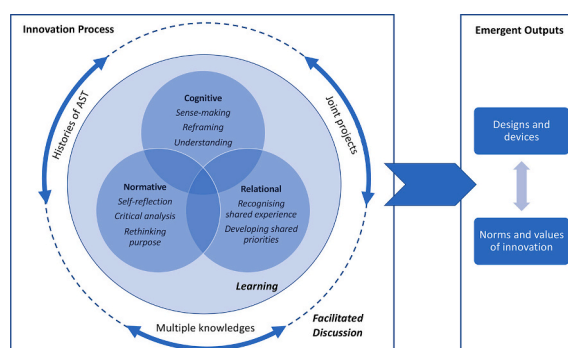 Innovation Process
Histories of AST
Joint projects
Cognitive
Sense-making
Reframing
Understanding
Normative
Self-reflection
Critical analysis
Rethinking
purpose
Relational
Recognising
shared experience
Developing shared
priorities
Learning
Multiple knowledges
Facilitated
Discussion
Emergent Outputs
Designs and
devices
Norms and values
of innovation